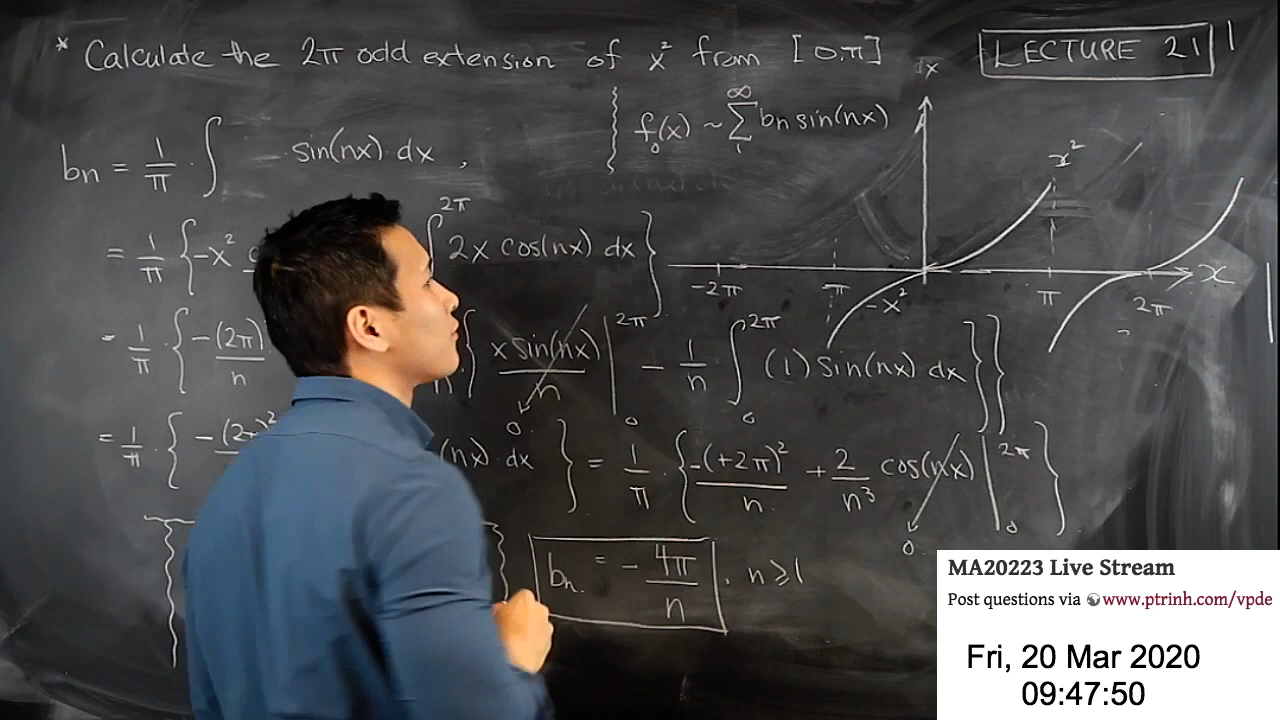 * Calculate the 2π odd extension of x² from [0,π]
LECTURE 21
dx
f₀(x) ~ ∑₁^∞ bn sin(nx)
bn = 1/π · ∫ sin(nx) dx ,
= 1/π { -x² ∫^2π 2x cos(nx) dx }
= 1/π · { -(2π) / n { x sin(nx) / n |₀^2π - 1/n ∫₀^2π (1) sin(nx) dx } }
0.
= 1/π · { -(2π)² (nx) · dx } = 1/π · { -(+2π)² / n + 2/n³ cos(nx) |₀^2π }
0.
bn = - 4π/n , n ≥ 1
x²
-2π -π -x² π 2π x
MA20223 Live Stream
Post questions via www.ptrinh.com/vpde
Fri, 20 Mar 2020
09:47:50